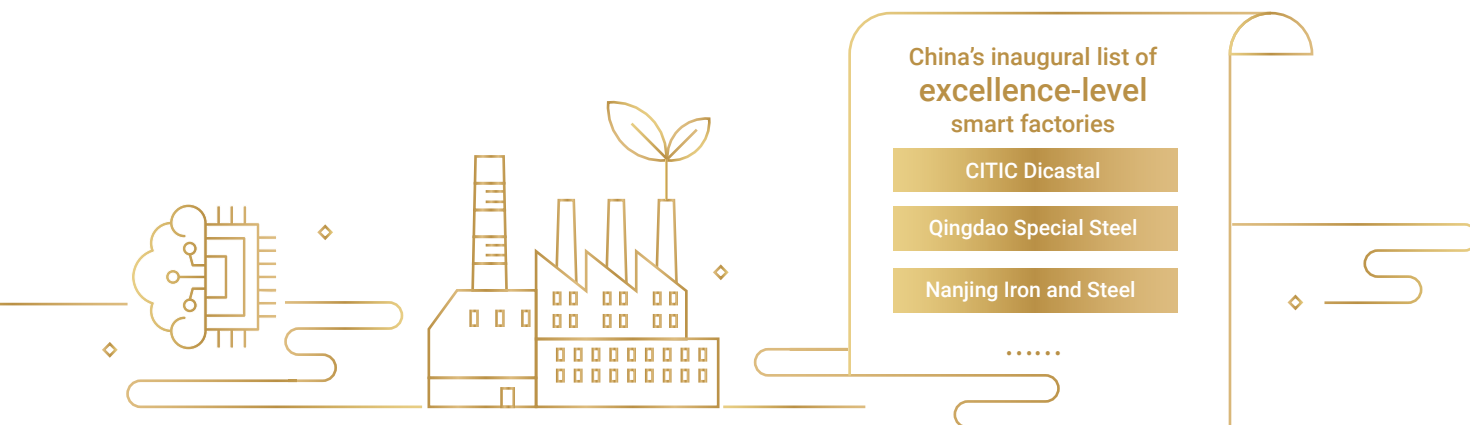 China’s inaugural list of
excellence-level
smart factories
CITIC Dicastal
Qingdao Special Steel
Nanjing Iron and Steel
......